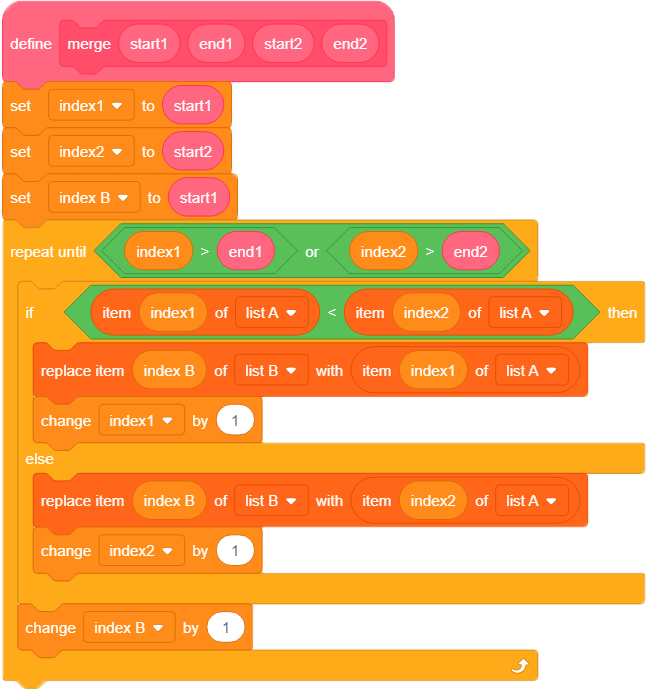 define merge start1 end1 start2 end2
set index1 to start1
set index2 to start2
set index B to start1
repeat until index1 > end1 or index2 > end2
if item index1 of list A < item index2 of list A then
replace item index B of list B with item index1 of list A
change index1 by 1
else
replace item index B of list B with item index2 of list A
change index2 by 1
change index B by 1